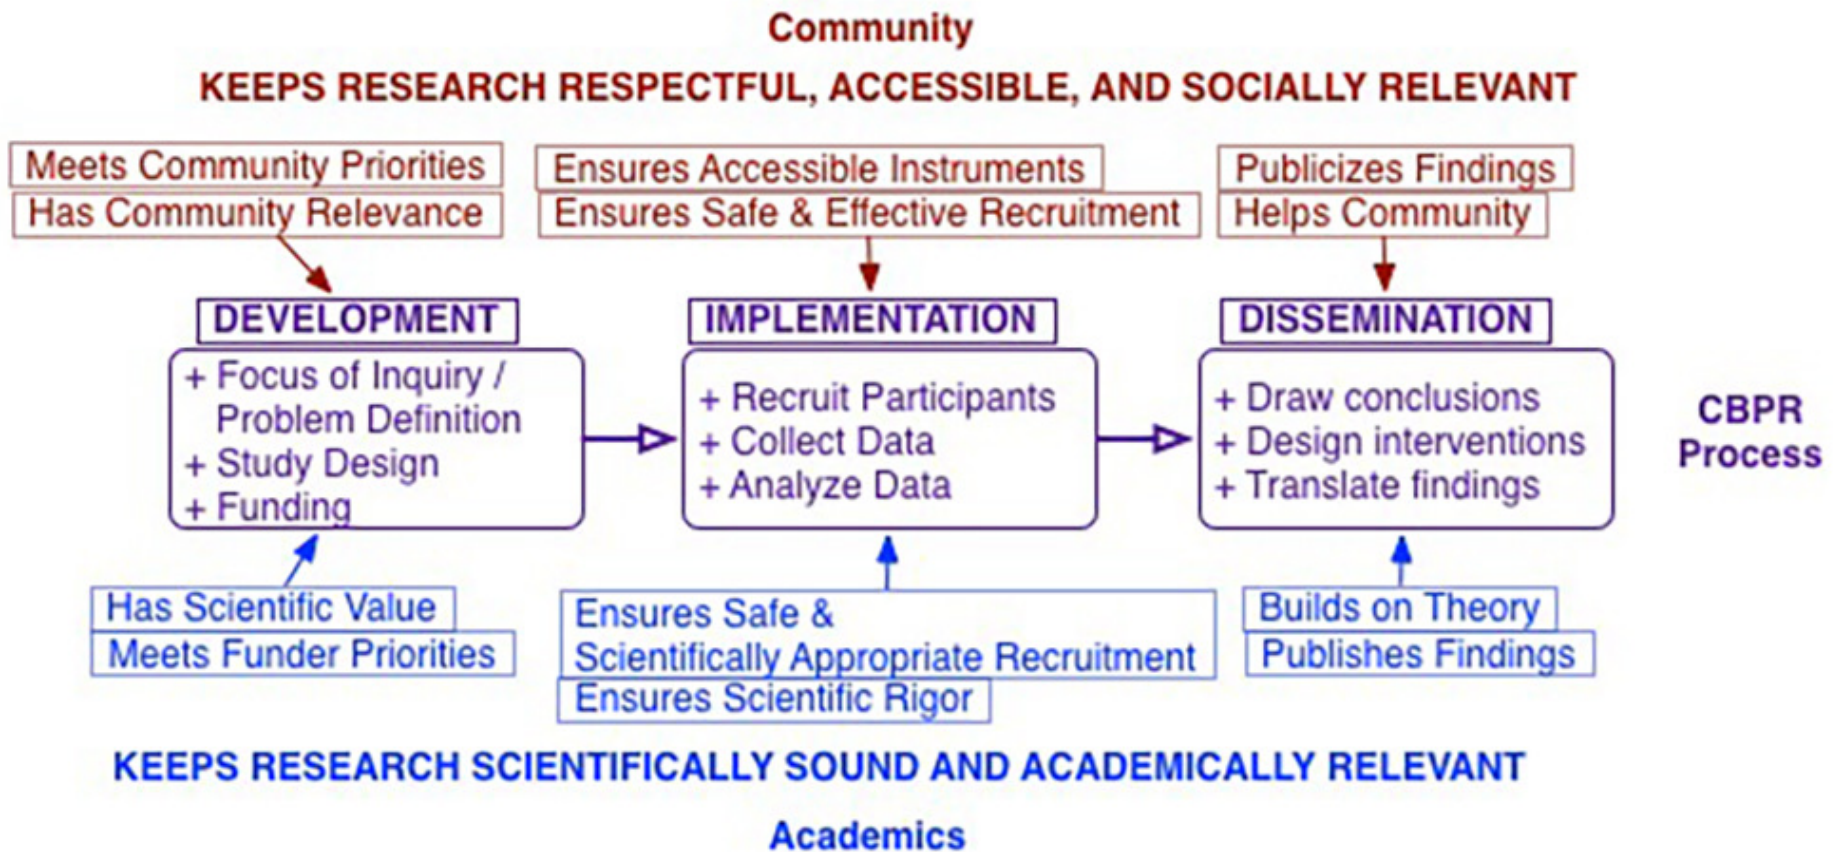 Community
KEEPS RESEARCH RESPECTFUL, ACCESSIBLE, AND SOCIALLY RELEVANT
Meets Community Priorities
Has Community Relevance
Ensures Accessible Instruments
Ensures Safe & Effective Recruitment
Publicizes Findings
Helps Community
DEVELOPMENT
+ Focus of Inquiry /
Problem Definition
+ Study Design
+ Funding
IMPLEMENTATION
+ Recruit Participants
+ Collect Data
+ Analyze Data
DISSEMINATION
+ Draw conclusions
+ Design interventions
+ Translate findings
CBPR
Process
Has Scientific Value
Meets Funder Priorities
Ensures Safe &
Scientifically Appropriate Recruitment
Ensures Scientific Rigor
Builds on Theory
Publishes Findings
KEEPS RESEARCH SCIENTIFICALLY SOUND AND ACADEMICALLY RELEVANT
Academics